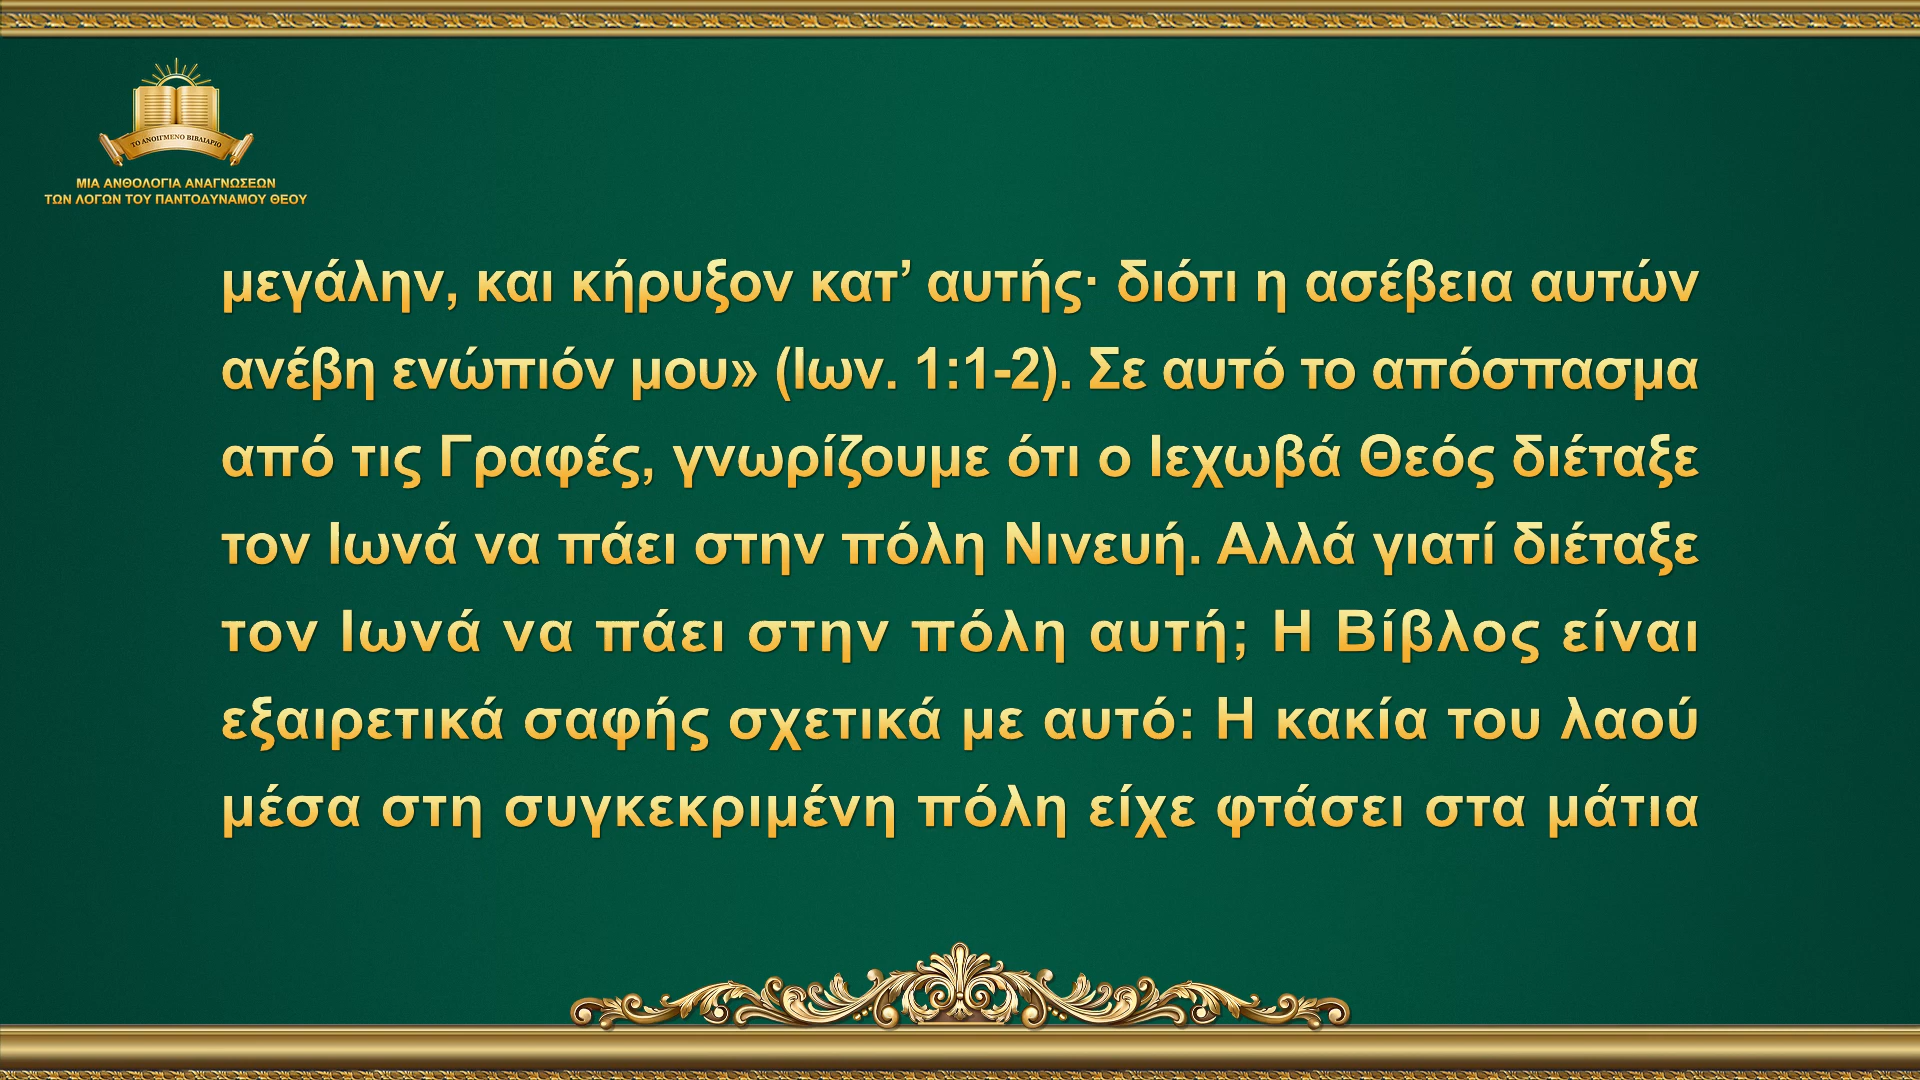 ΤΟ ΑΝΟΙΓΜΕΝΟ ΒΙΒΛΙΑΡΙΟ
ΜΙΑ ΑΝΘΟΛΟΓΙΑ ΑΝΑΓΝΩΣΕΩΝ
ΤΩΝ ΛΟΓΩΝ ΤΟΥ ΠΑΝΤΟΔΥΝΑΜΟΥ ΘΕΟΥ
μεγάλην, και κήρυξον κατ’ αυτής· διότι η ασέβεια αυτών
ανέβη ενώπιόν μου» (Ιων. 1:1-2). Σε αυτό το απόσπασμα
από τις Γραφές, γνωρίζουμε ότι ο Ιεχωβά Θεός διέταξε
τον Ιωνά να πάει στην πόλη Νινευή. Αλλά γιατί διέταξε
τον Ιωνά να πάει στην πόλη αυτή; Η Βίβλος είναι
εξαιρετικά σαφής σχετικά με αυτό: Η κακία του λαού
μέσα στη συγκεκριμένη πόλη είχε φτάσει στα μάτια